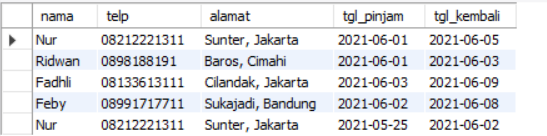 nama telp alamat tgl_pinjam tgl_kembali
Nur 08212221311 Sunter, Jakarta 2021-06-01 2021-06-05
Ridwan 0898188191 Baros, Cimahi 2021-06-01 2021-06-03
Fadhli 08133613111 Cilandak, Jakarta 2021-06-03 2021-06-09
Feby 08991717711 Sukajadi, Bandung 2021-06-02 2021-06-08
Nur 08212221311 Sunter, Jakarta 2021-05-25 2021-06-02